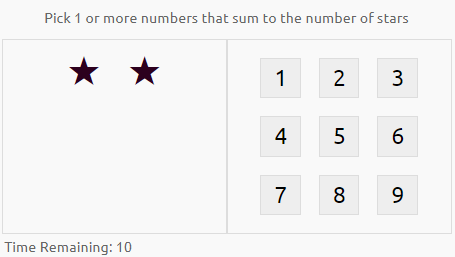 Pick 1 or more numbers that sum to the number of stars
1 2 3
4 5 6
7 8 9
Time Remaining: 10